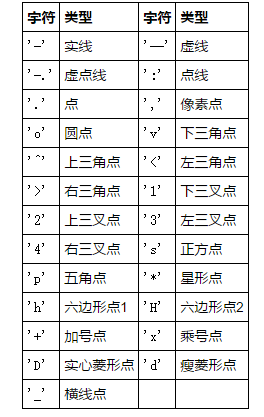 字符 类型 字符 类型
'-' 实线 '--' 虚线
'-.' 虚点线 ':' 点线
'.' 点 ',' 像素点
'o' 圆点 'v' 下三角点
'^' 上三角点 '<' 左三角点
'>' 右三角点 '1' 下三叉点
'2' 上三叉点 '3' 左三叉点
'4' 右三叉点 's' 正方点
'p' 五角点 '*' 星形点
'h' 六边形点1 'H' 六边形点2
'+' 加号点 'x' 乘号点
'D' 实心菱形点 'd' 瘦菱形点
'_' 横线点